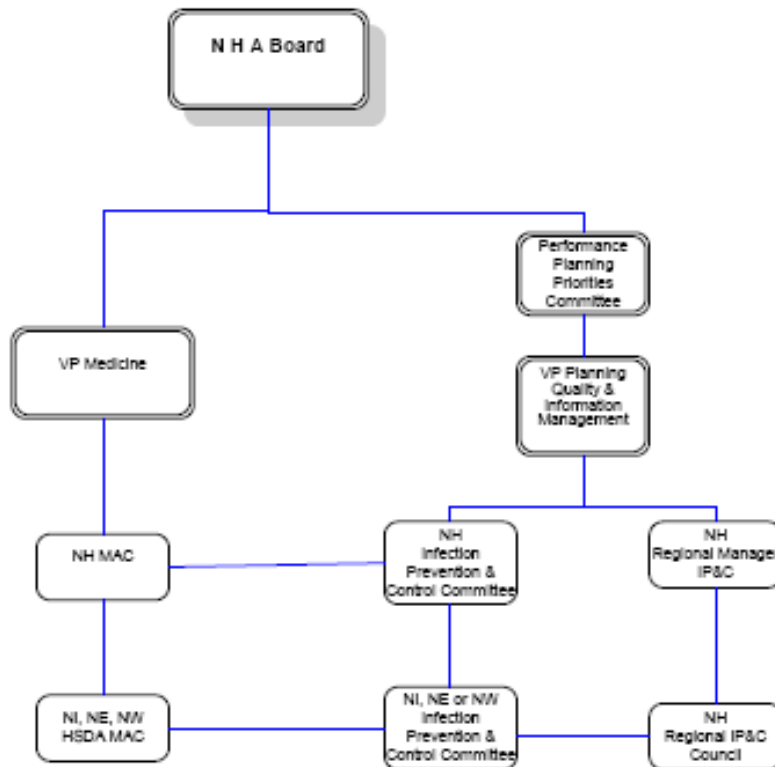 N H A Board
Performance
Planning
Priorities
Committee
VP Medicine
VP Planning
Quality &
Information
Management
NH MAC
NH
Infection
Prevention &
Control Committee
NH
Regional Manager
IP&C
NI, NE, NW
HSDA MAC
NI, NE or NW
Infection
Prevention &
Control Committee
NH
Regional IP&C
Council